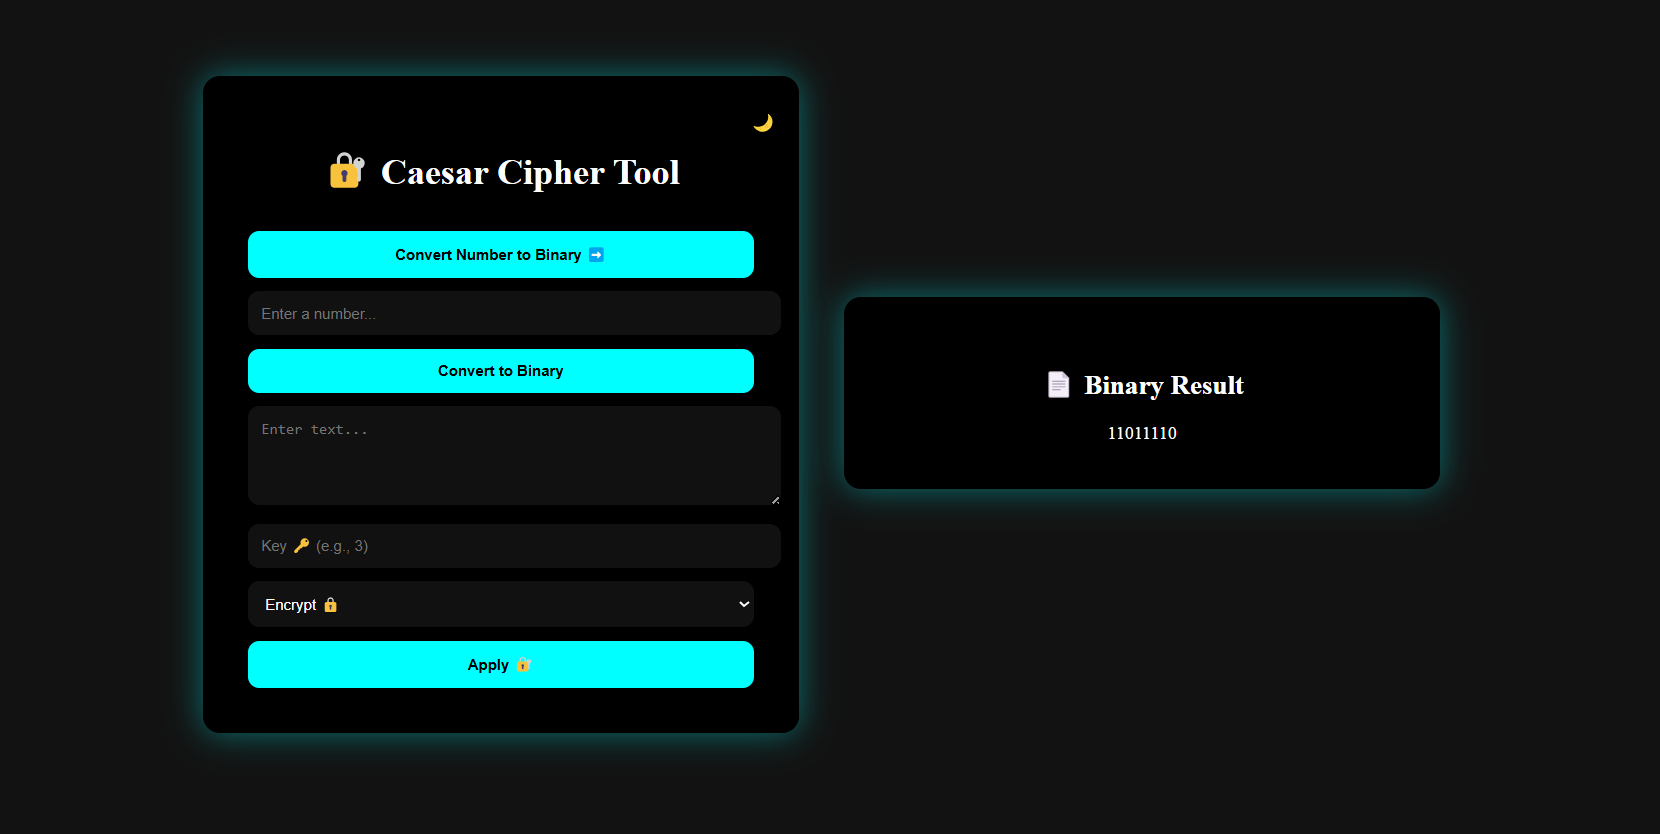 🔐 Caesar Cipher Tool
Convert Number to Binary ➡️
Enter a number...
Convert to Binary
Enter text...
Key 🔑 (e.g., 3)
Encrypt 🔒
Apply 🔐
📄 Binary Result
11011110